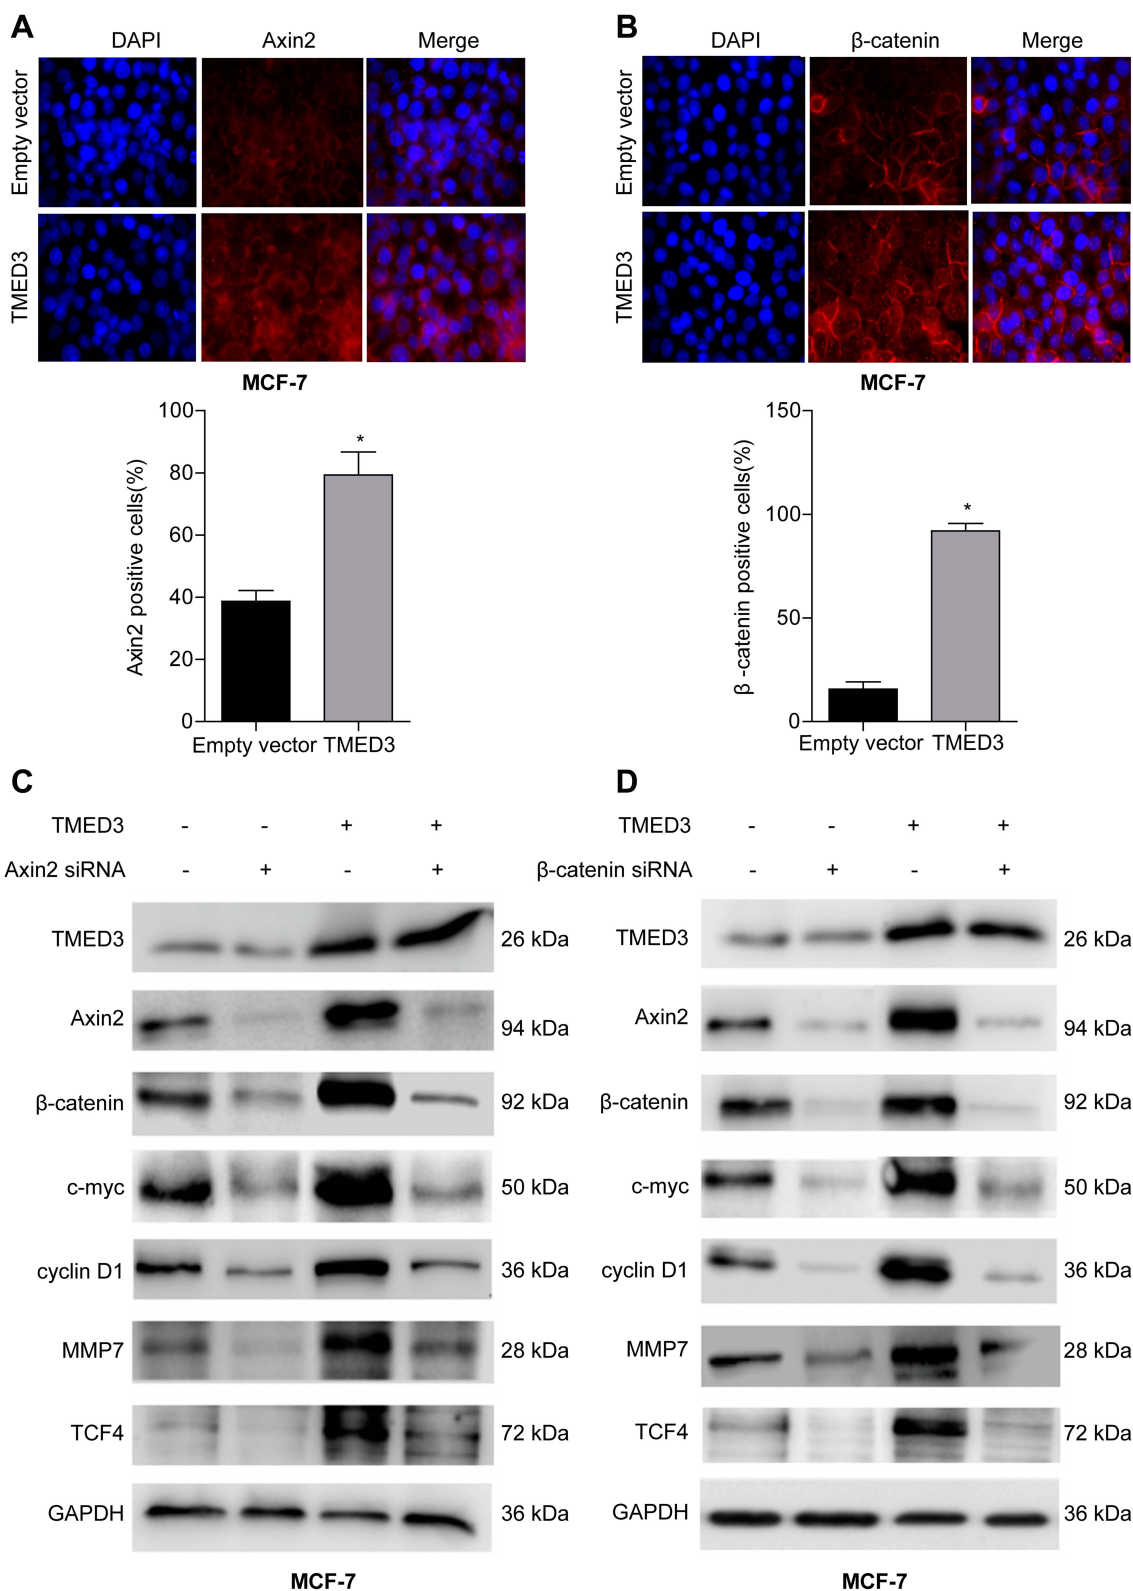 A
DAPI Axin2 Merge
Empty vector
TMED3
MCF-7
Axin2 positive cells(%)
100
80
60
40
20
0
*
Empty vector TMED3
B
DAPI β-catenin Merge
Empty vector
TMED3
MCF-7
β -catenin positive cells(%)
150
100
50
0
*
Empty vector TMED3
C
TMED3 - - + +
Axin2 siRNA - + - +
TMED3 26 kDa
Axin2 94 kDa
β-catenin 92 kDa
c-myc 50 kDa
cyclin D1 36 kDa
MMP7 28 kDa
TCF4 72 kDa
GAPDH 36 kDa
MCF-7
D
TMED3 - - + +
β-catenin siRNA - + - +
TMED3 26 kDa
Axin2 94 kDa
β-catenin 92 kDa
c-myc 50 kDa
cyclin D1 36 kDa
MMP7 28 kDa
TCF4 72 kDa
GAPDH 36 kDa
MCF-7